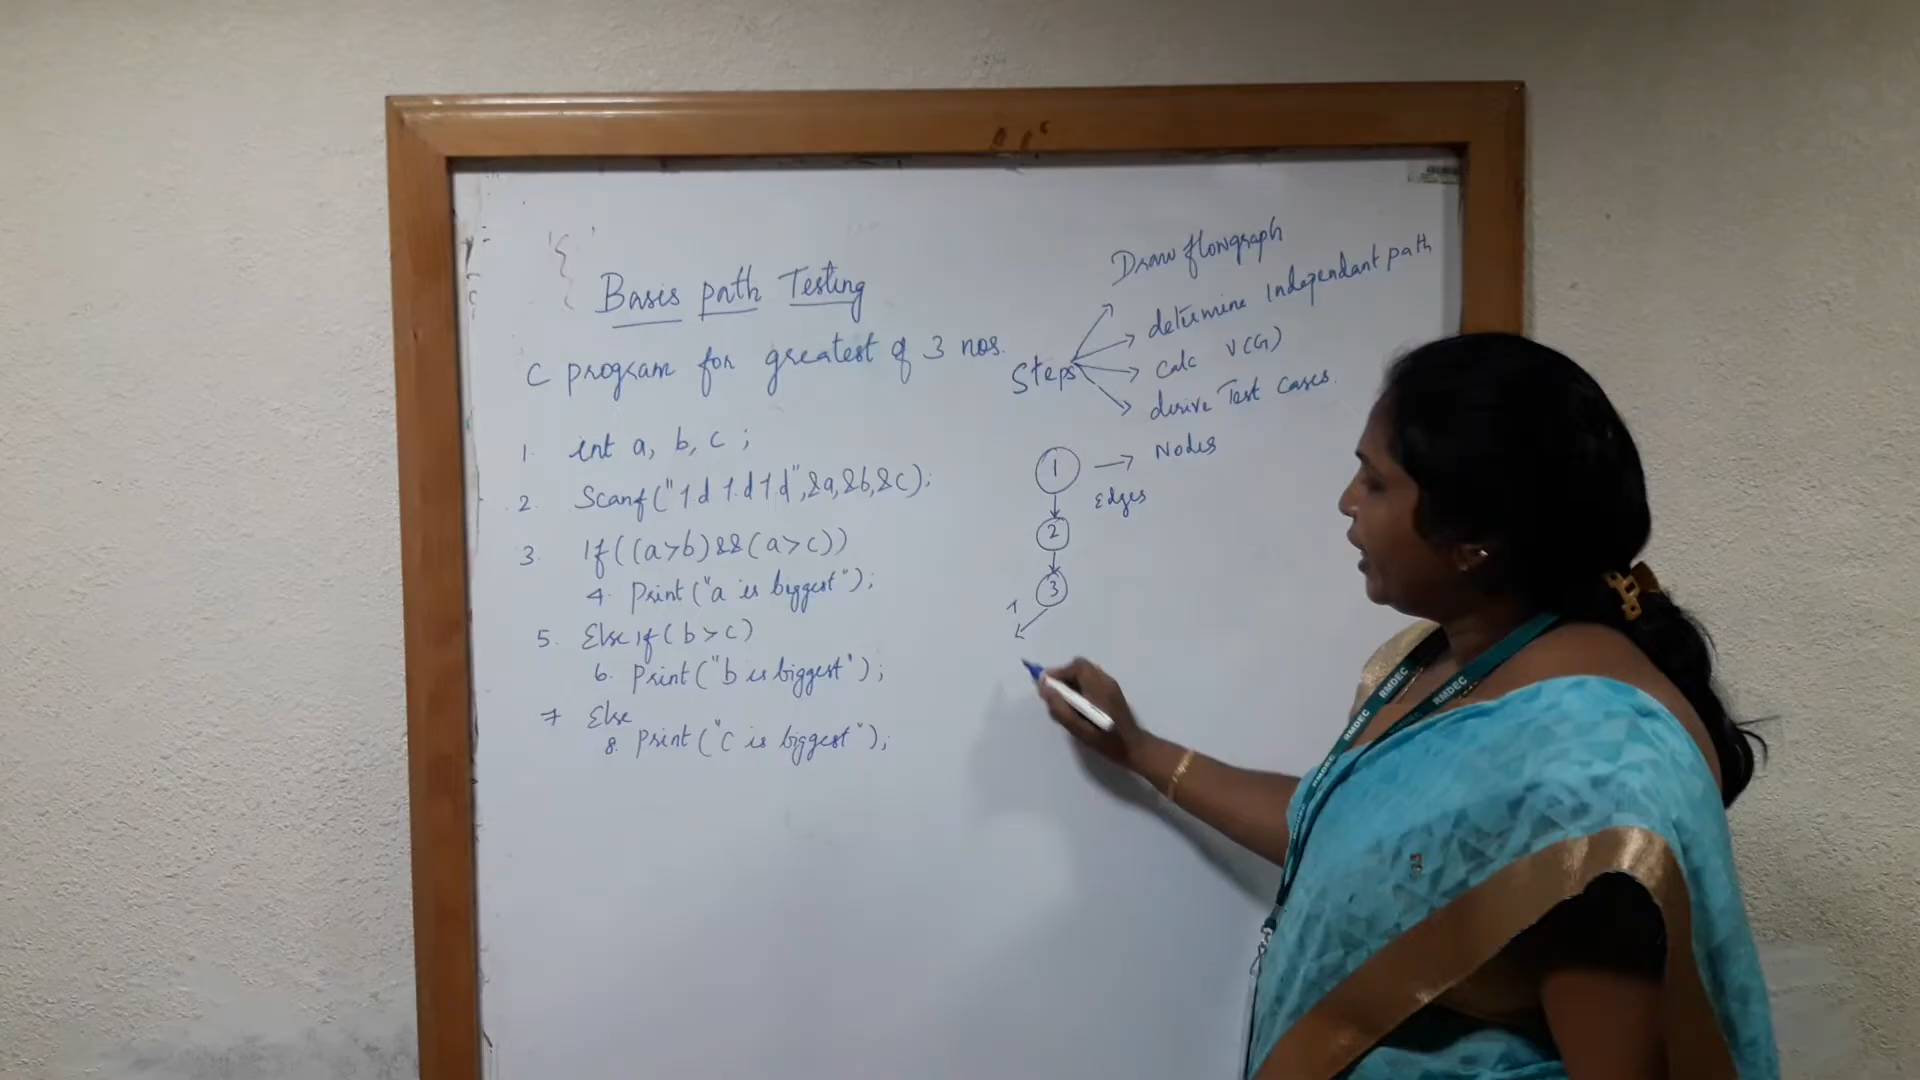 Basis path Testing
C program for greatest of 3 nos.
1. int a, b, c ;
2. Scanf("%d %d %d",&a,&b,&c);
3. If((a>b)&&(a>c))
4. Print("a is biggest");
5. Else if(b>c)
6. Print("b is biggest");
7 Else
8. Print("c is biggest");
Draw flowgraph
determine Independant path
Steps
Calc V(G)
derive Test Cases.
1
Nodes
Edges
2
3
RMDEC
RMDEC
RMDEC
RMDEC